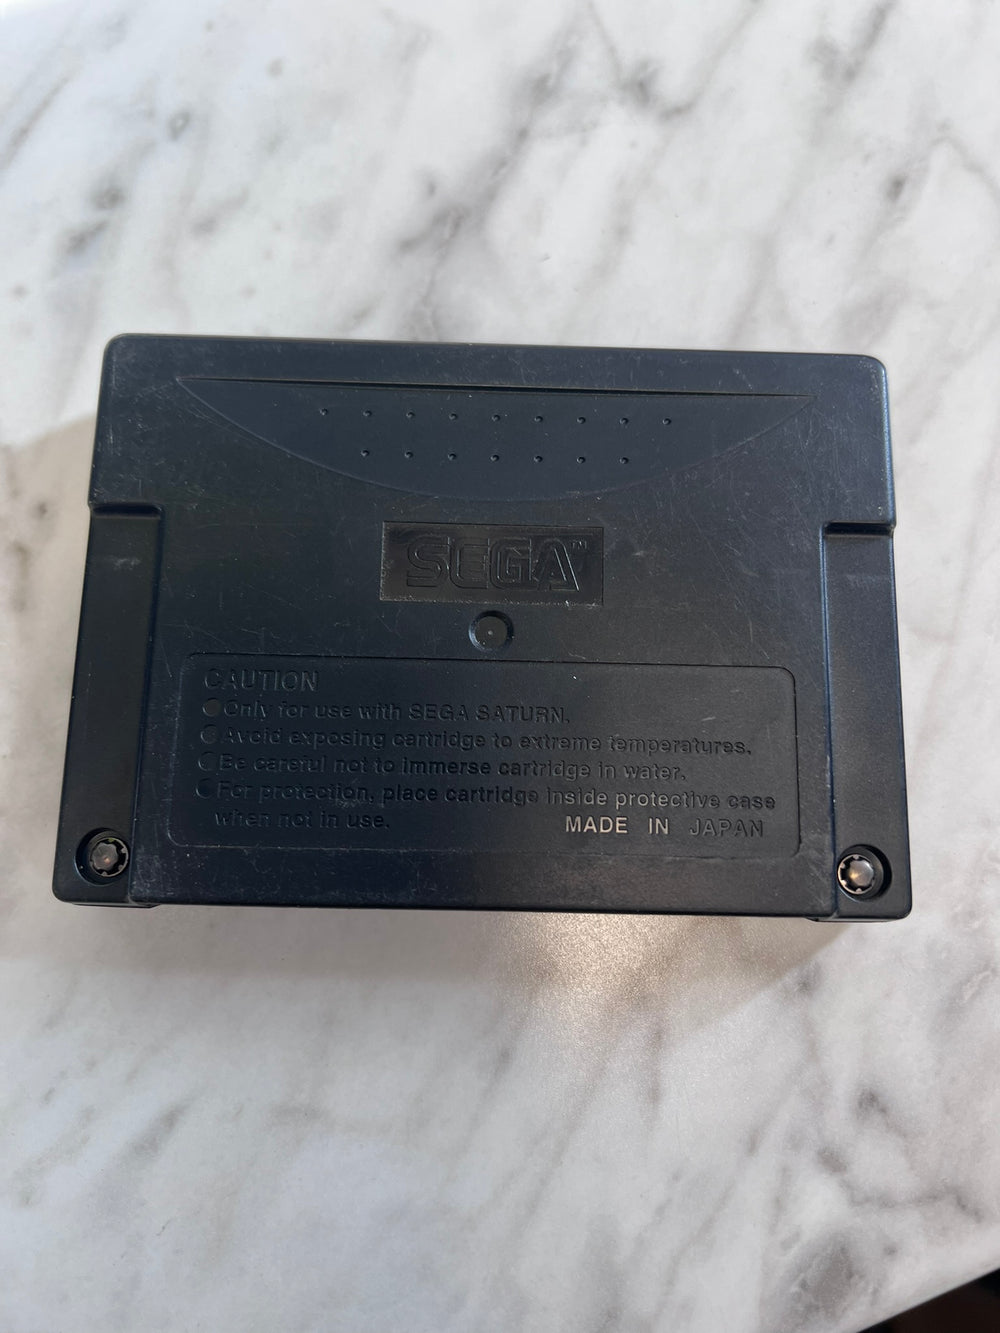 SEGA™
CAUTION
●Only for use with SEGA SATURN.
●Avoid exposing cartridge to extreme temperatures.
●Be careful not to immerse cartridge in water.
●For protection, place cartridge inside protective case
when not in use.
MADE IN JAPAN